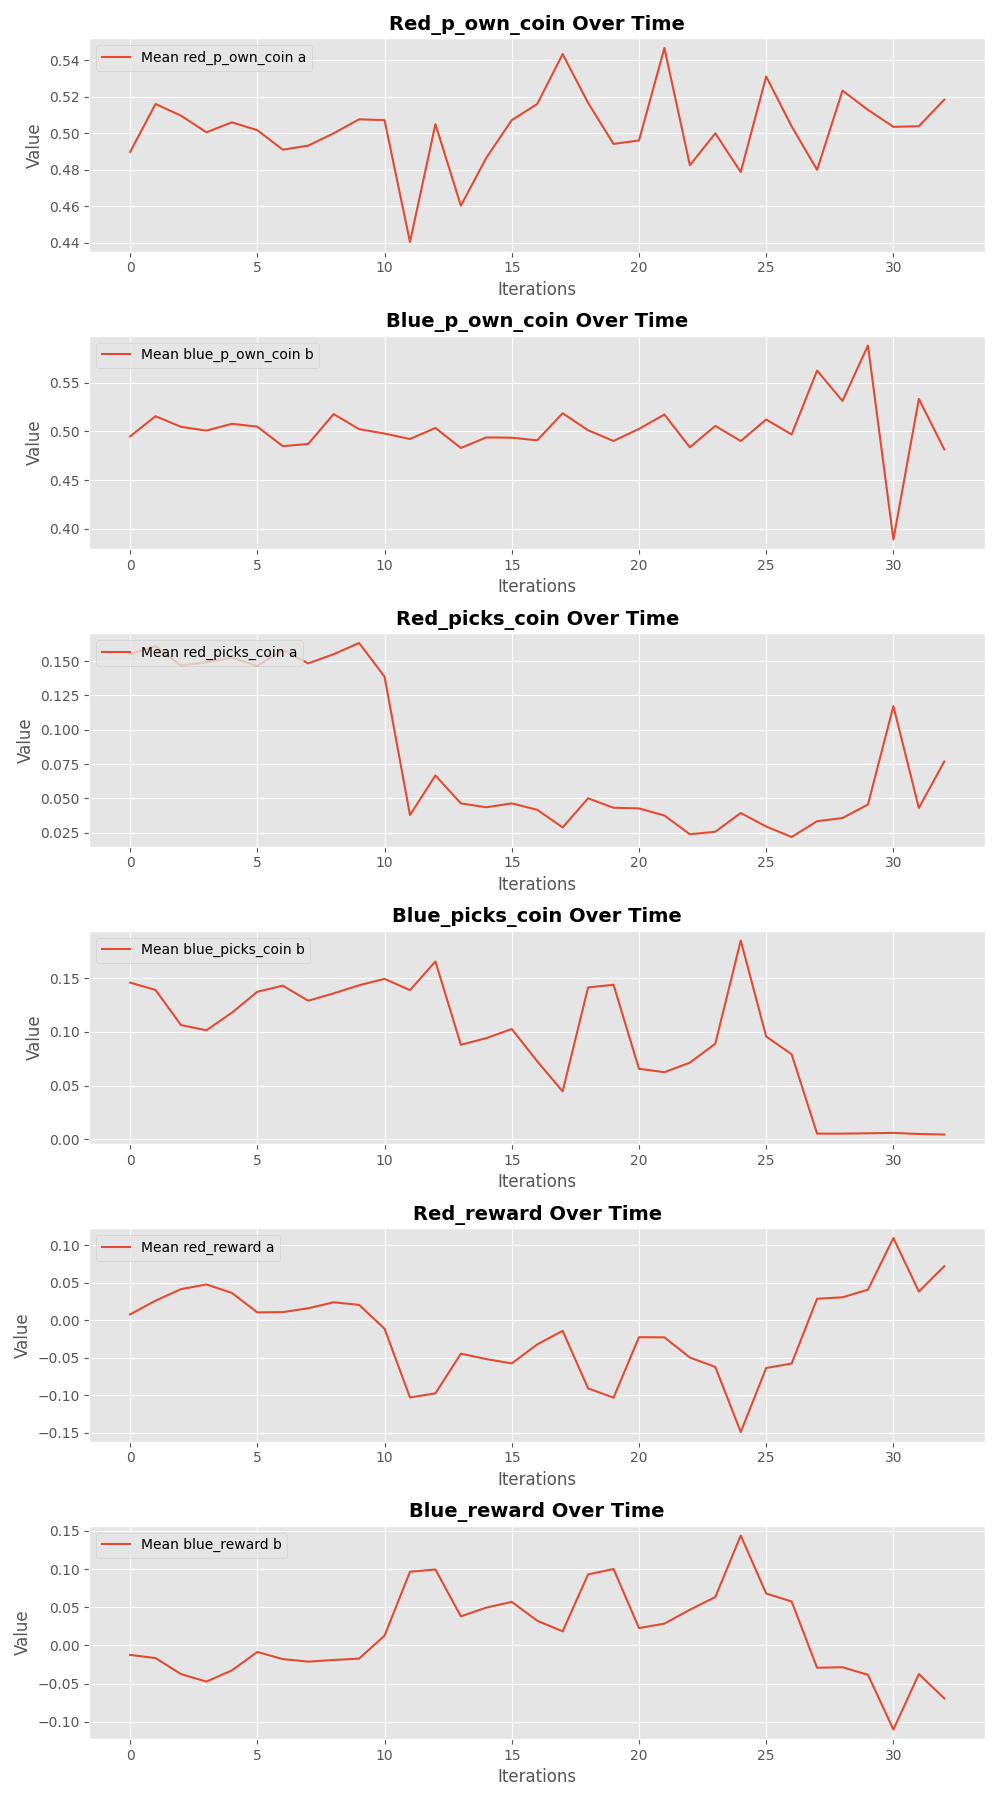 Red_p_own_coin Over Time
Mean red_p_own_coin a
0.54
0.52
0.50
0.48
0.46
0.44
Value
0 5 10 15 20 25 30
Iterations
Blue_p_own_coin Over Time
Mean blue_p_own_coin b
0.55
0.50
0.45
0.40
Value
0 5 10 15 20 25 30
Iterations
Red_picks_coin Over Time
Mean red_picks_coin a
0.150
0.125
0.100
0.075
0.050
0.025
Value
0 5 10 15 20 25 30
Iterations
Blue_picks_coin Over Time
Mean blue_picks_coin b
0.15
0.10
0.05
0.00
Value
0 5 10 15 20 25 30
Iterations
Red_reward Over Time
Mean red_reward a
0.10
0.05
0.00
−0.05
−0.10
−0.15
Value
0 5 10 15 20 25 30
Iterations
Blue_reward Over Time
Mean blue_reward b
0.15
0.10
0.05
0.00
−0.05
−0.10
Value
0 5 10 15 20 25 30
Iterations